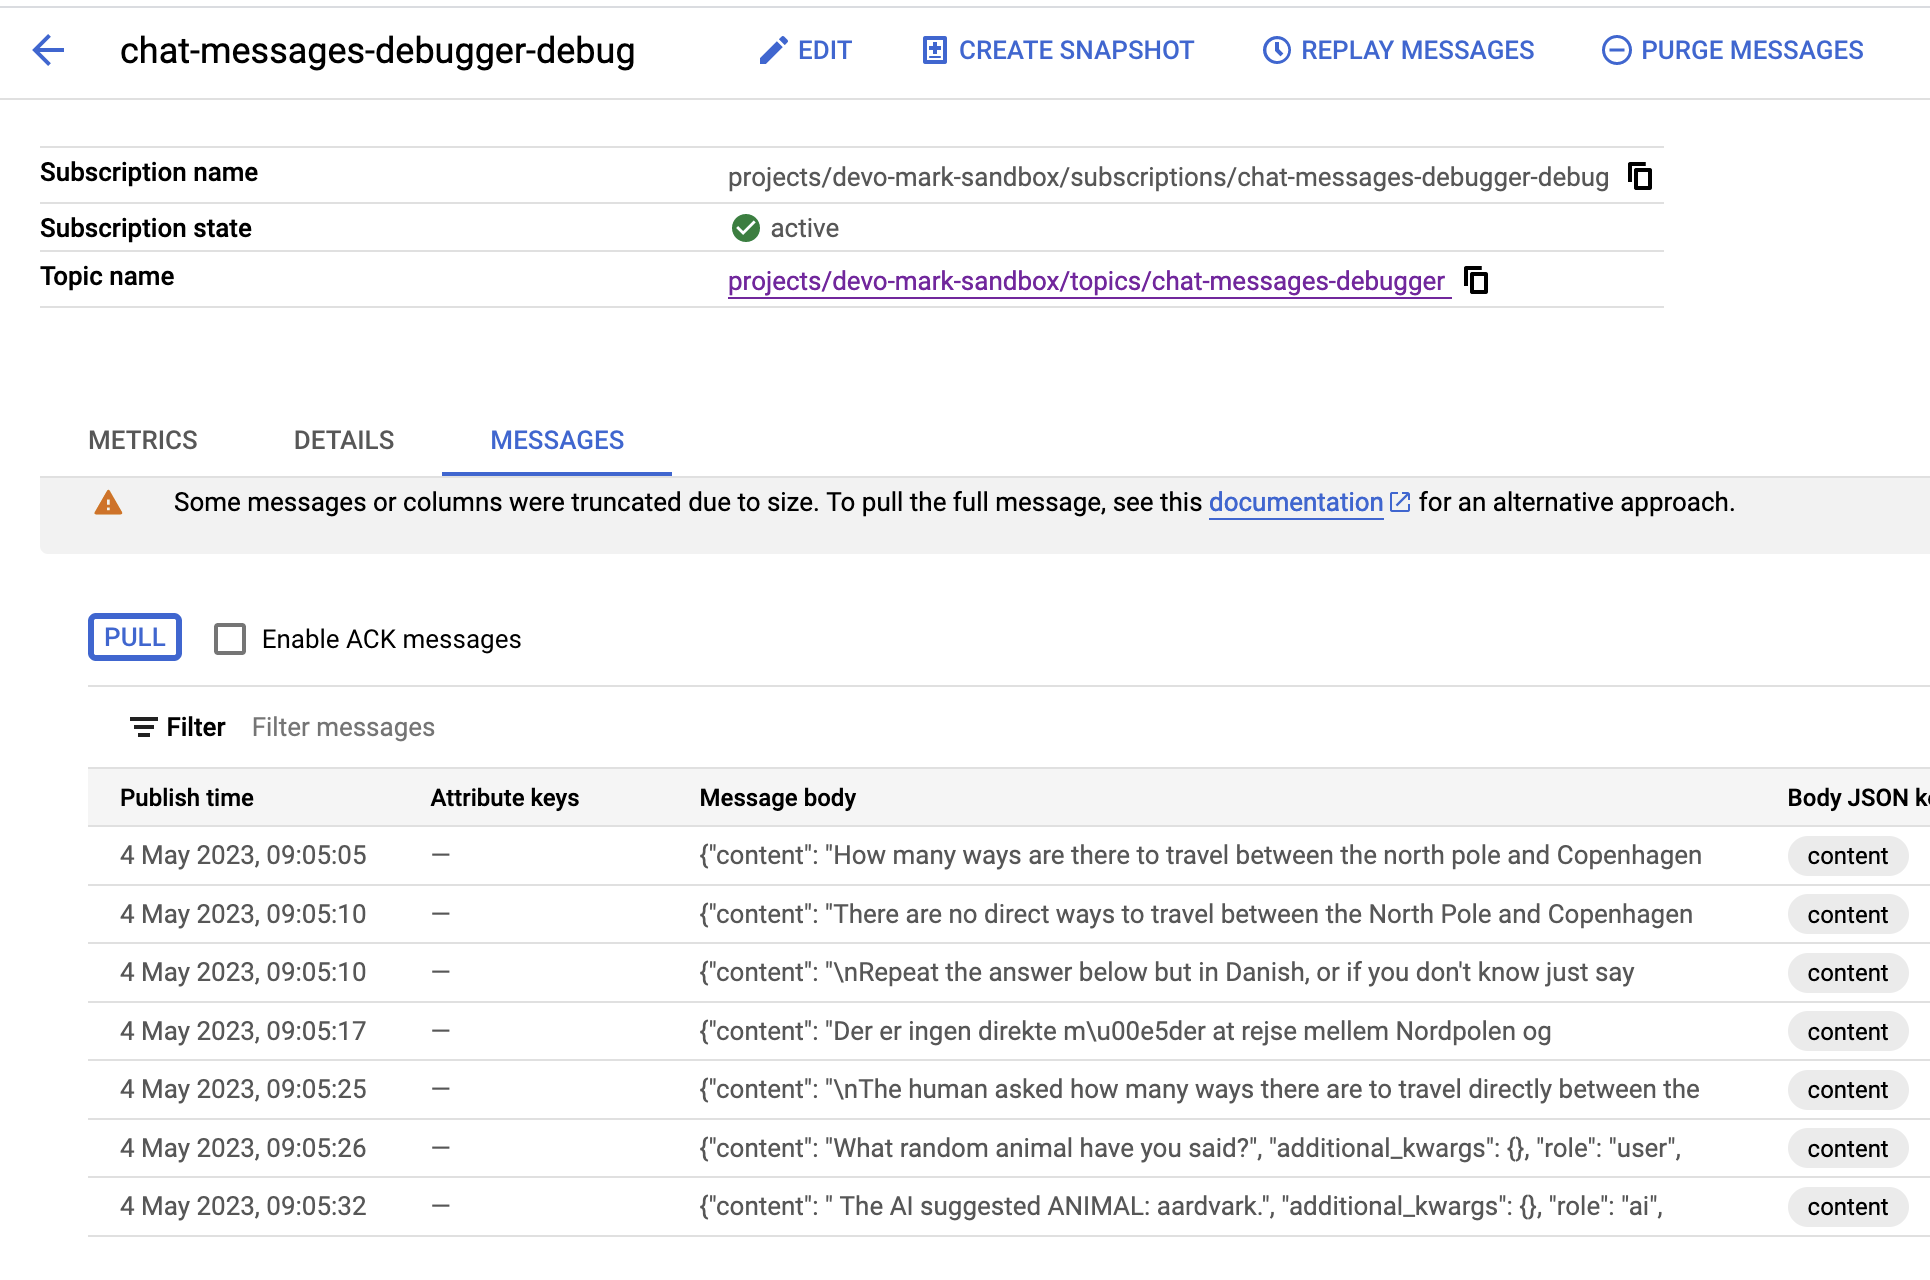 chat-messages-debugger-debug EDIT CREATE SNAPSHOT REPLAY MESSAGES PURGE MESSAGES
Subscription name projects/devo-mark-sandbox/subscriptions/chat-messages-debugger-debug
Subscription state active
Topic name projects/devo-mark-sandbox/topics/chat-messages-debugger
METRICS DETAILS MESSAGES
Some messages or columns were truncated due to size. To pull the full message, see this documentation for an alternative approach.
PULL Enable ACK messages
Filter Filter messages
Publish time Attribute keys Message body Body JSON k
4 May 2023, 09:05:05 — {"content": "How many ways are there to travel between the north pole and Copenhagen content
4 May 2023, 09:05:10 — {"content": "There are no direct ways to travel between the North Pole and Copenhagen content
4 May 2023, 09:05:10 — {"content": "\nRepeat the answer below but in Danish, or if you don't know just say content
4 May 2023, 09:05:17 — {"content": "Der er ingen direkte m\u00e5der at rejse mellem Nordpolen og content
4 May 2023, 09:05:25 — {"content": "\nThe human asked how many ways there are to travel directly between the content
4 May 2023, 09:05:26 — {"content": "What random animal have you said?", "additional_kwargs": {}, "role": "user", content
4 May 2023, 09:05:32 — {"content": " The AI suggested ANIMAL: aardvark.", "additional_kwargs": {}, "role": "ai", content